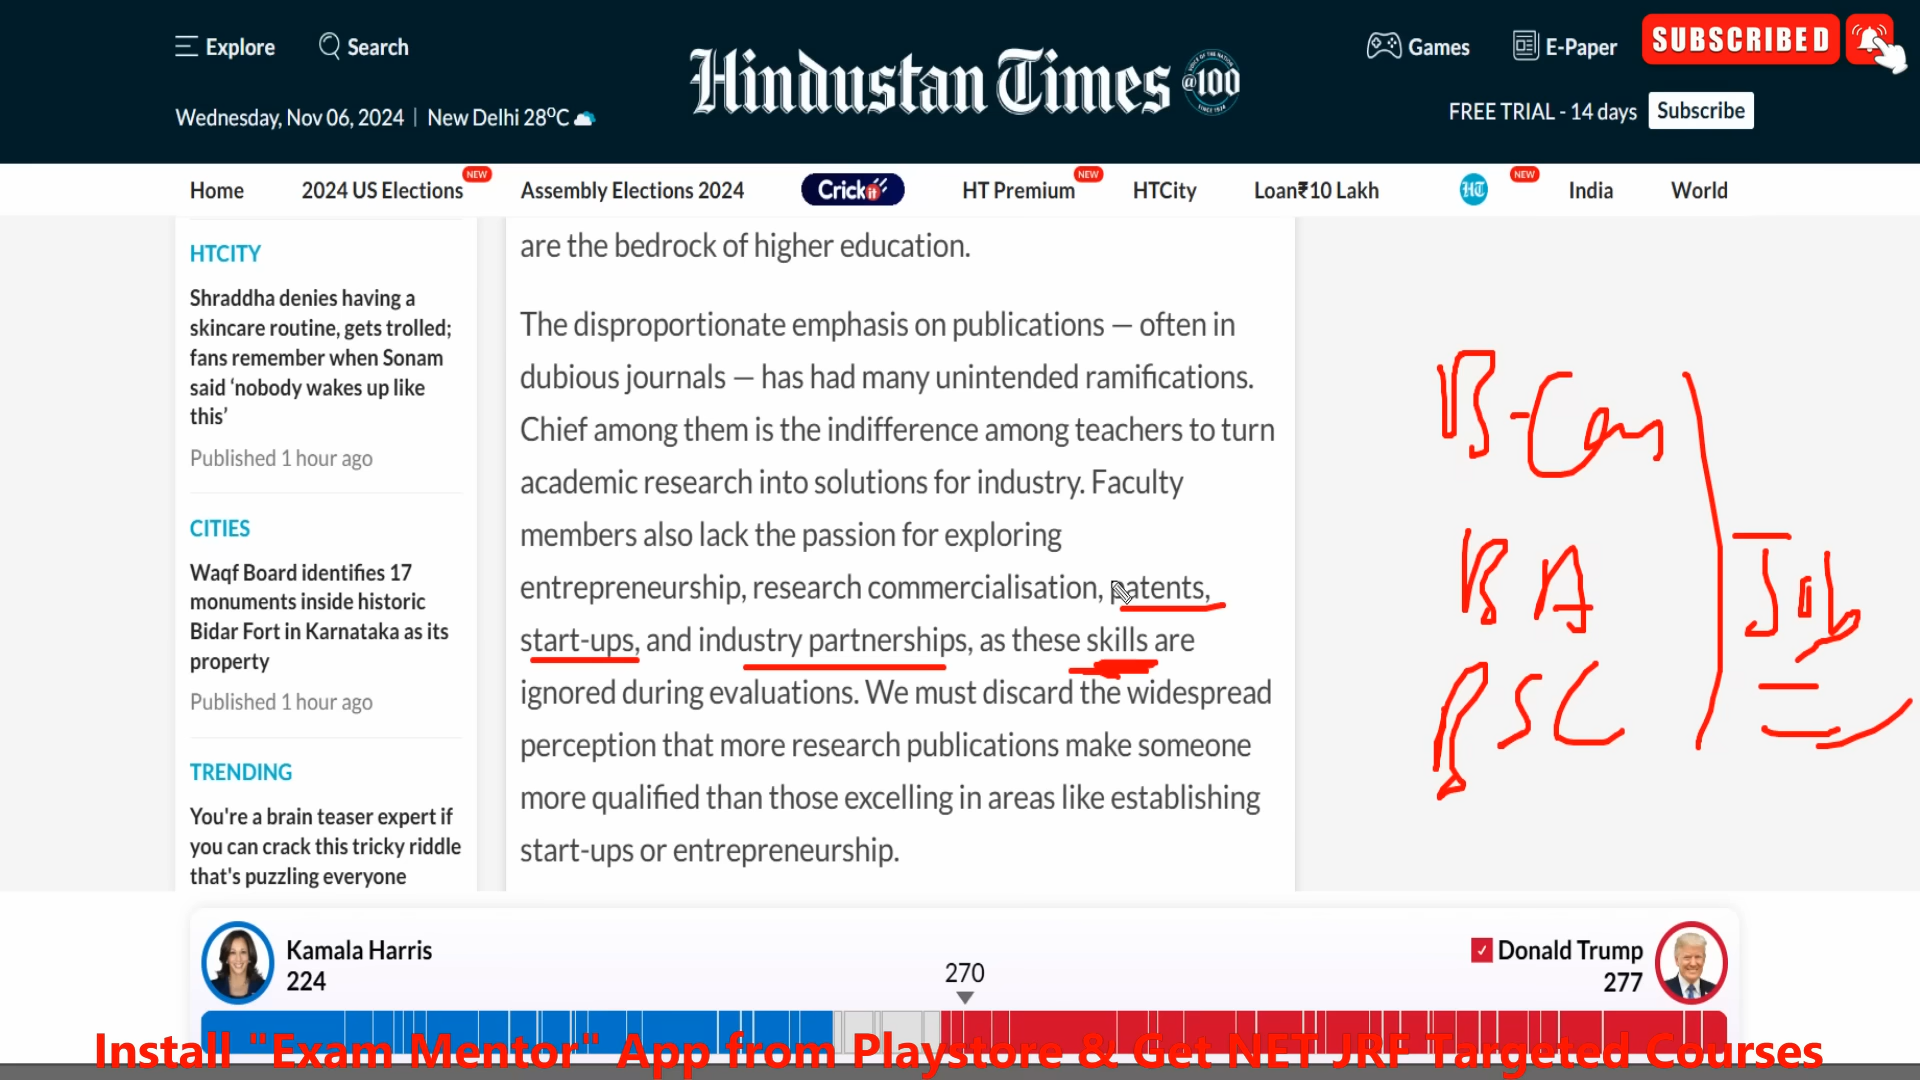 Explore
Search
Hindustan Times
@100
Games
E-Paper
SUBSCRIBED
Wednesday, Nov 06, 2024 | New Delhi 28°C
FREE TRIAL - 14 days
Subscribe
Home
2024 US Elections
NEW
Assembly Elections 2024
Crickit
HT Premium
NEW
HTCity
Loan₹10 Lakh
HT
NEW
India
World
HTCITY
Shraddha denies having a
skincare routine, gets trolled;
fans remember when Sonam
said ‘nobody wakes up like
this’
Published 1 hour ago
CITIES
Waqf Board identifies 17
monuments inside historic
Bidar Fort in Karnataka as its
property
Published 1 hour ago
TRENDING
You're a brain teaser expert if
you can crack this tricky riddle
that's puzzling everyone
are the bedrock of higher education.
The disproportionate emphasis on publications — often in
dubious journals — has had many unintended ramifications.
Chief among them is the indifference among teachers to turn
academic research into solutions for industry. Faculty
members also lack the passion for exploring
entrepreneurship, research commercialisation, patents,
start-ups, and industry partnerships, as these skills are
ignored during evaluations. We must discard the widespread
perception that more research publications make someone
more qualified than those excelling in areas like establishing
start-ups or entrepreneurship.
B-Com
BA
BSC
Job
Kamala Harris
224
270
Donald Trump
277
Install "Exam Mentor" App from Playstore & Get NET JRF Targeted Courses